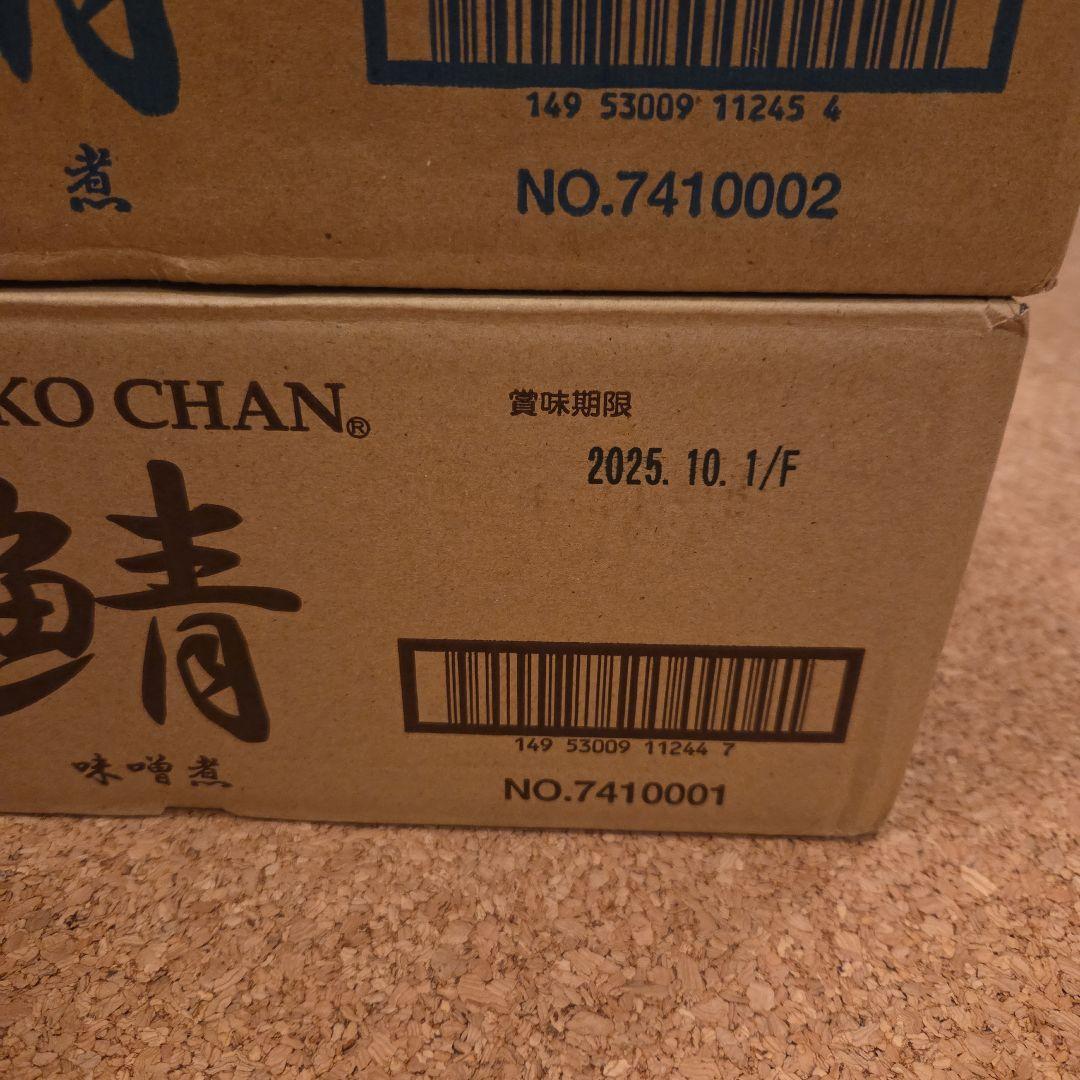 149 53009 11245 4
煮
NO.7410002
KO CHAN®
賞味期限
2025. 10. 1/F
鯖
149 53009 11244 7
味噌煮
NO.7410001